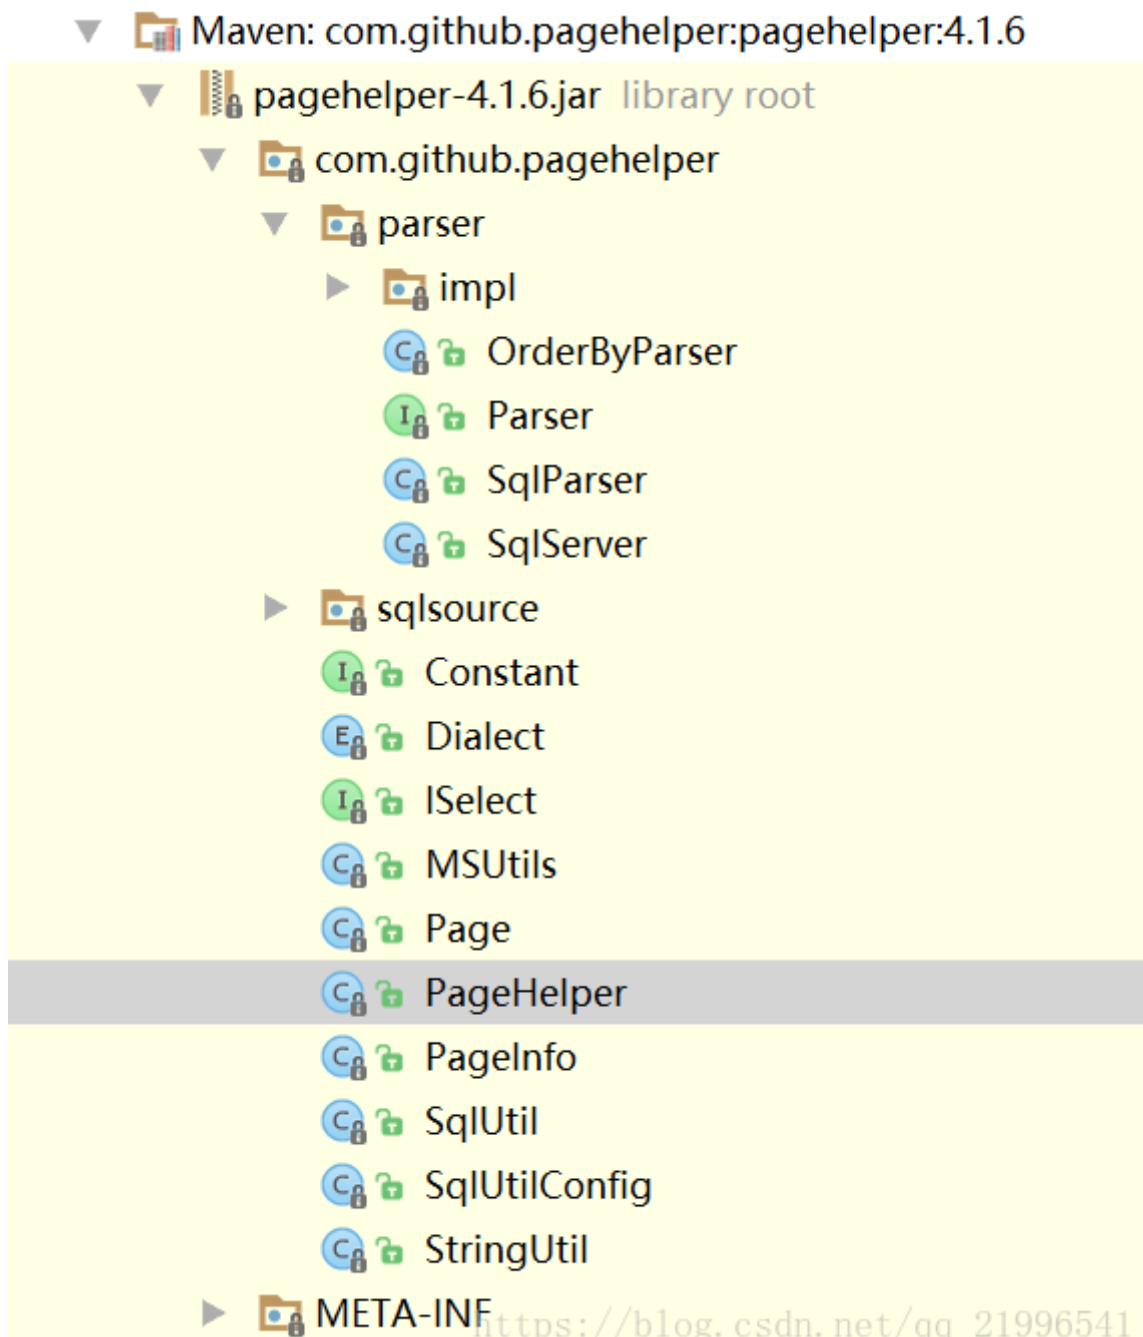 Maven: com.github.pagehelper:pagehelper:4.1.6
pagehelper-4.1.6.jar library root
com.github.pagehelper
parser
impl
OrderByParser
Parser
SqlParser
SqlServer
sqlsource
Constant
Dialect
ISelect
MSUtils
Page
PageHelper
PageInfo
SqlUtil
SqlUtilConfig
StringUtil
META-INF
https://blog.csdn.net/qq_21996541